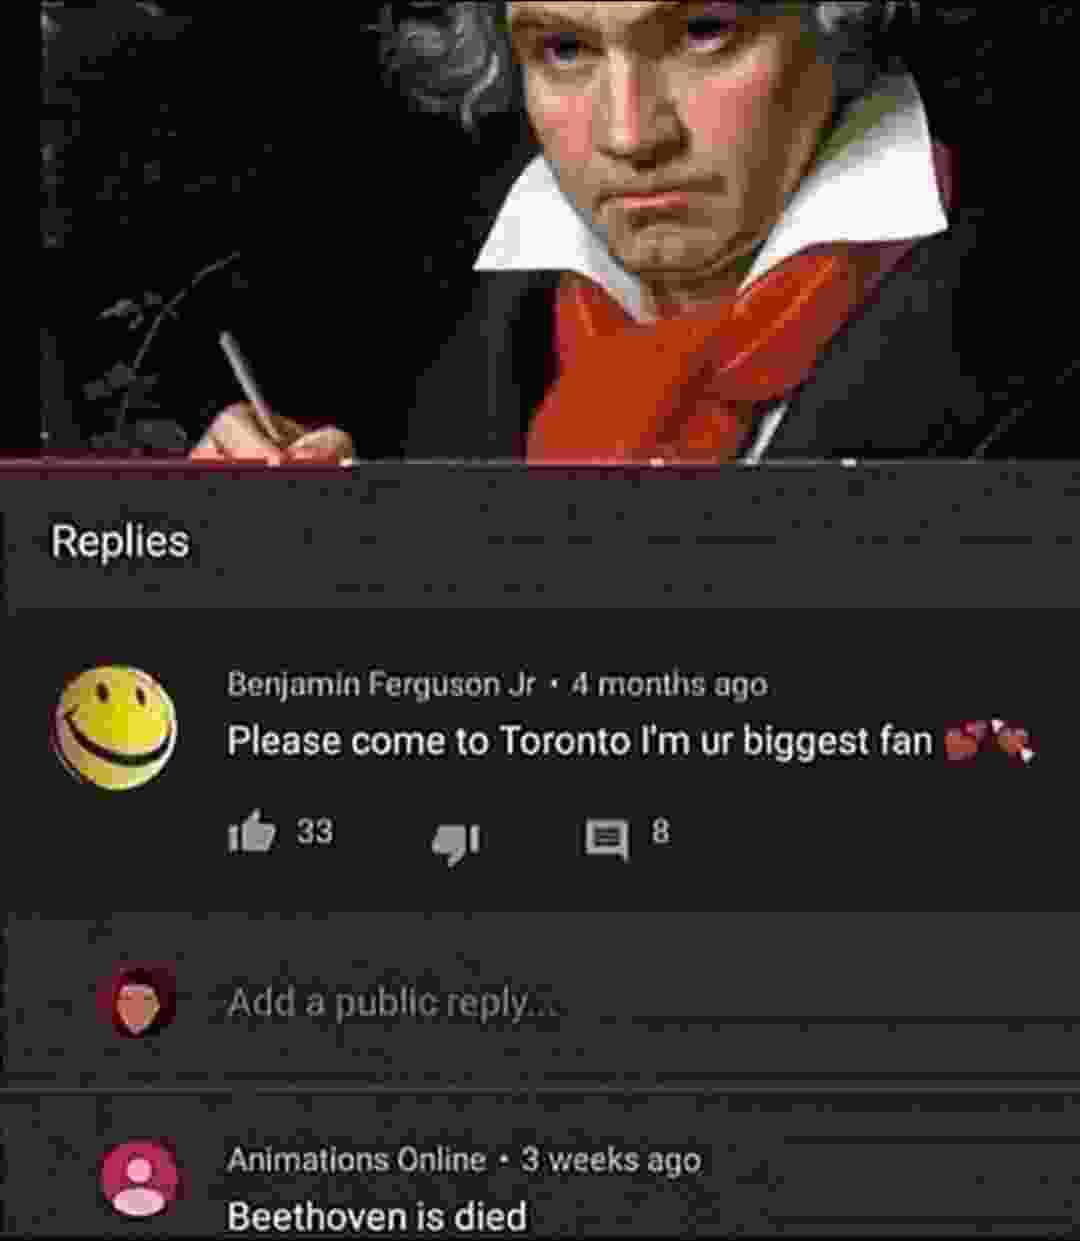 Replies
Benjamin Ferguson Jr • 4 months ago
Please come to Toronto I'm ur biggest fan 💕💘
33
8
Add a public reply...
Animations Online • 3 weeks ago
Beethoven is died